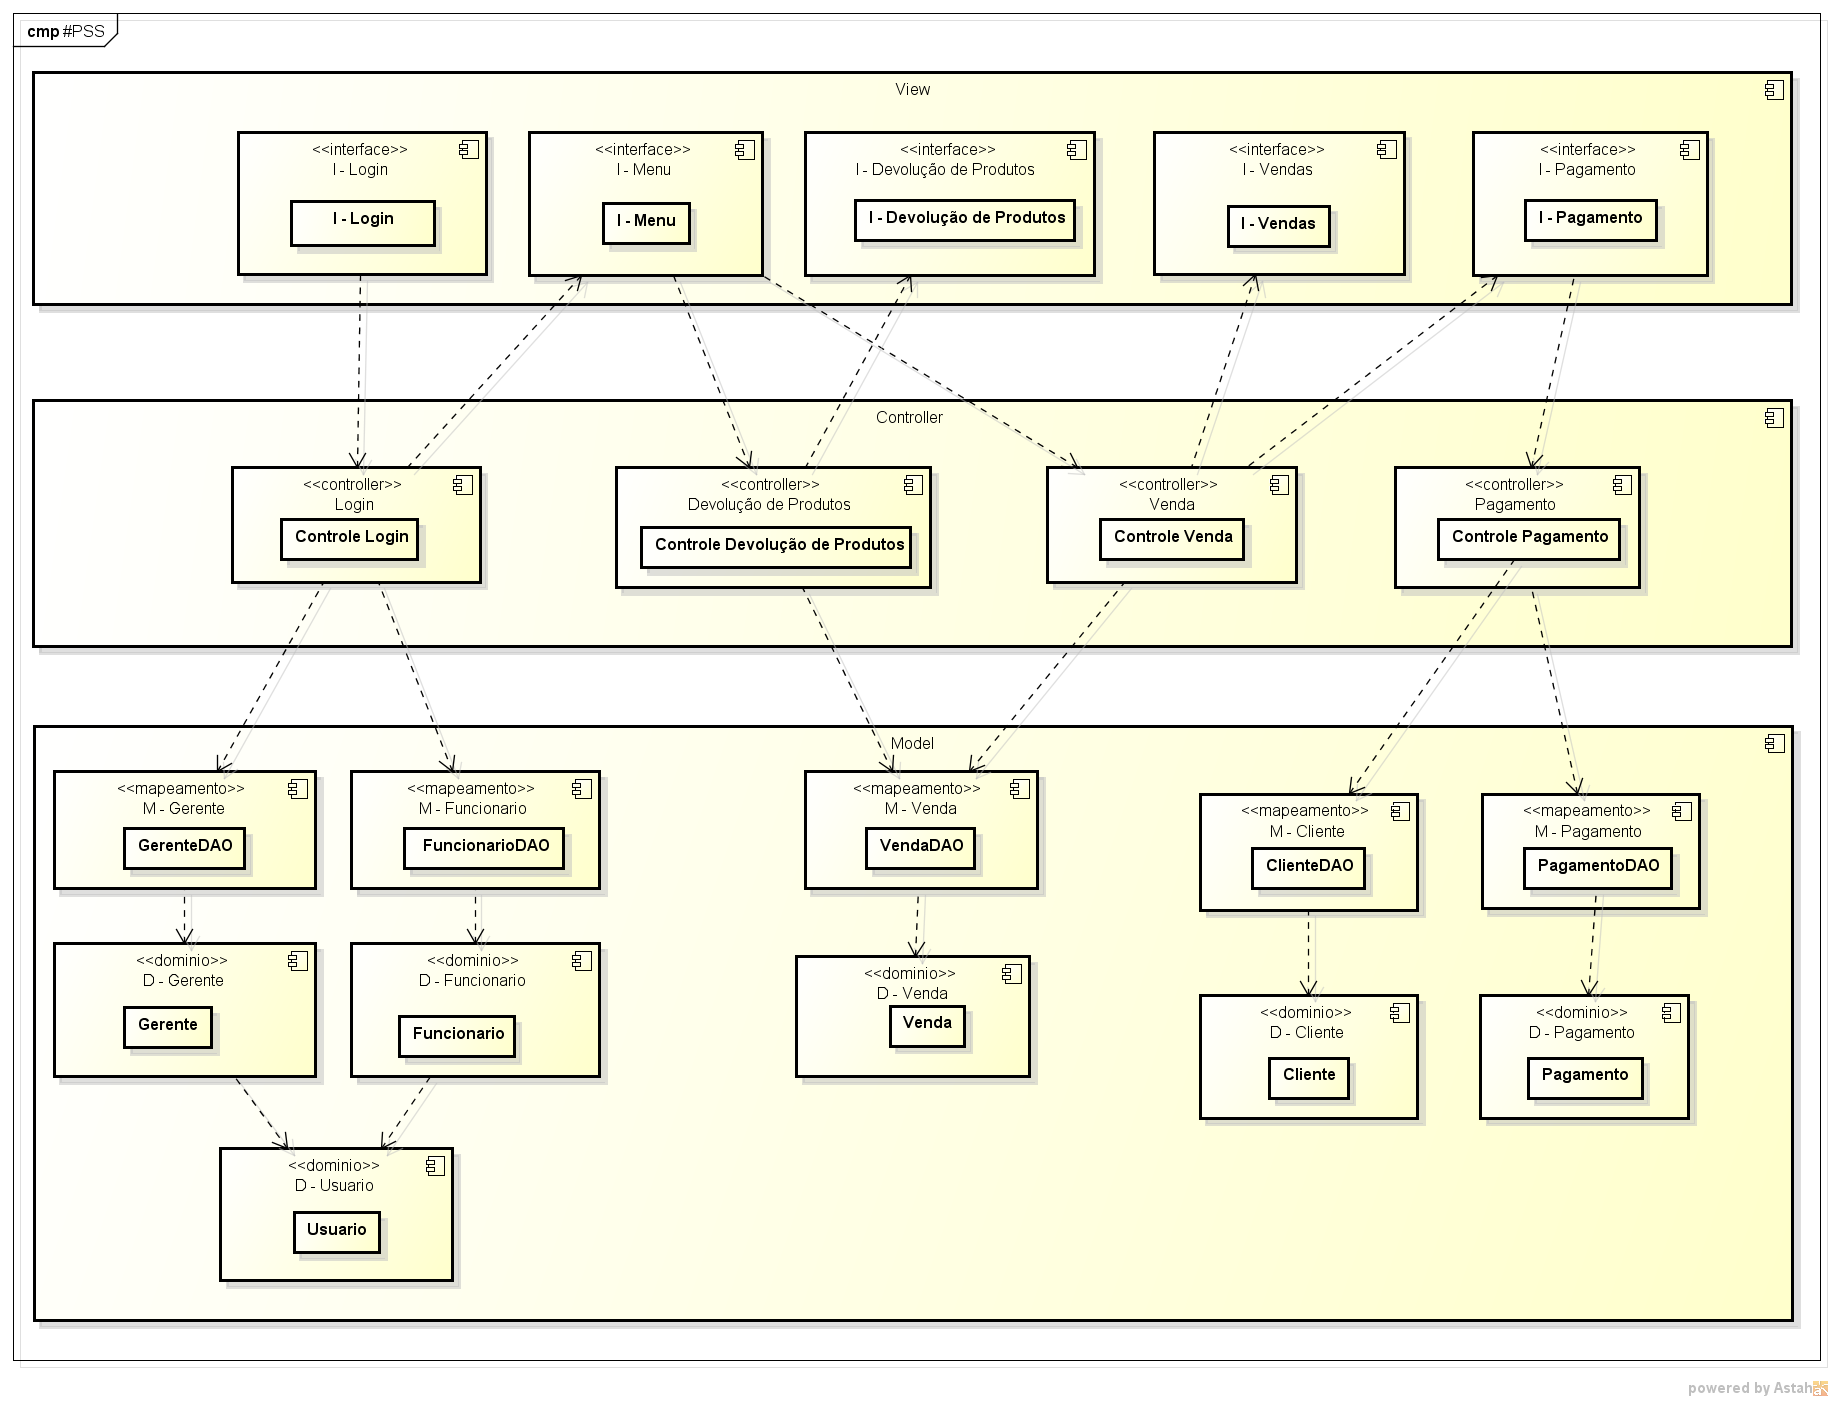 cmp #PSS
View
<<interface>>
I - Login
I - Login
<<interface>>
I - Menu
I - Menu
<<interface>>
I - Devolução de Produtos
I - Devolução de Produtos
<<interface>>
I - Vendas
I - Vendas
<<interface>>
I - Pagamento
I - Pagamento
Controller
<<controller>>
Login
Controle Login
<<controller>>
Devolução de Produtos
Controle Devolução de Produtos
<<controller>>
Venda
Controle Venda
<<controller>>
Pagamento
Controle Pagamento
Model
<<mapeamento>>
M - Gerente
GerenteDAO
<<mapeamento>>
M - Funcionario
FuncionarioDAO
<<mapeamento>>
M - Venda
VendaDAO
<<mapeamento>>
M - Cliente
ClienteDAO
<<mapeamento>>
M - Pagamento
PagamentoDAO
<<dominio>>
D - Gerente
Gerente
<<dominio>>
D - Funcionario
Funcionario
<<dominio>>
D - Venda
Venda
<<dominio>>
D - Cliente
Cliente
<<dominio>>
D - Pagamento
Pagamento
<<dominio>>
D - Usuario
Usuario
powered by Astah